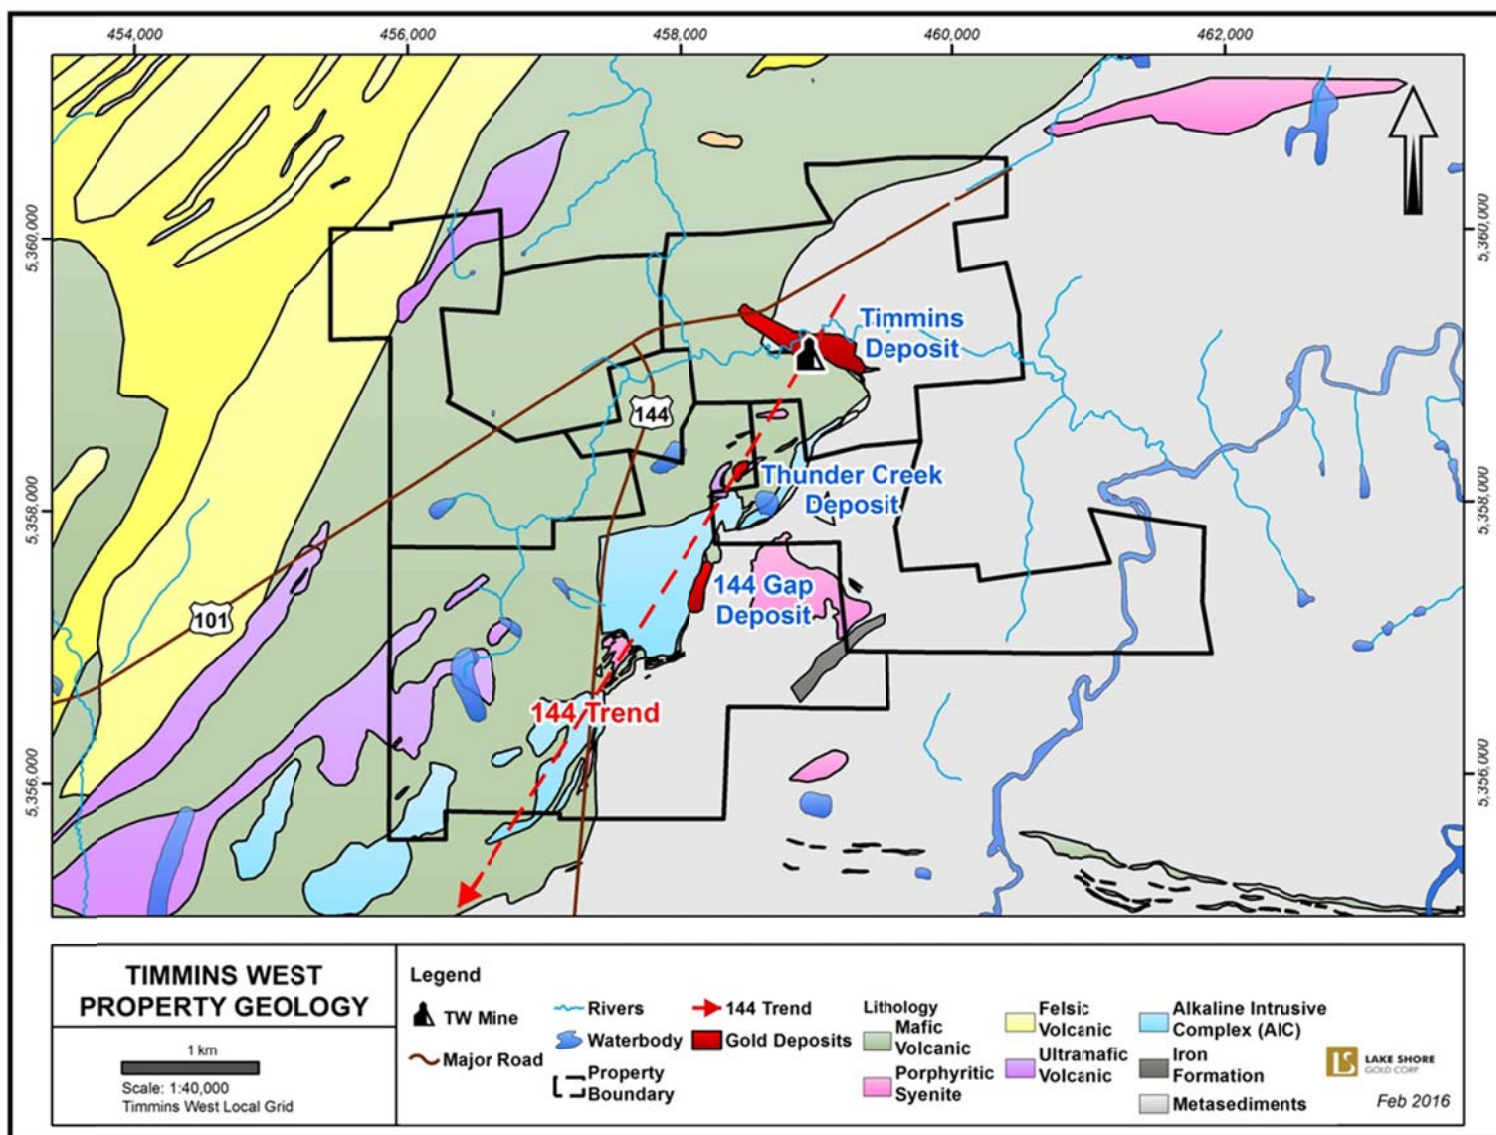 454,000 456,000 458,000 460,000 462,000
5,360,000
5,360,000
Timmins
Deposit
144
Thunder Creek
Deposit
5,358,000
5,358,000
144 Gap
Deposit
101
144 Trend
5,356,000
5,356,000
TIMMINS WEST
PROPERTY GEOLOGY
1 km
Scale: 1:40,000
Timmins West Local Grid
Legend
TW Mine
Major Road
Rivers
Waterbody
Property
Boundary
144 Trend
Gold Deposits
Lithology
Mafic
Volcanic
Porphyritic
Syenite
Felsic
Volcanic
Ultramafic
Volcanic
Alkaline Intrusive
Complex (AIC)
Iron
Formation
Metasediments
LS
LAKE SHORE
GOLD CORP
Feb 2016